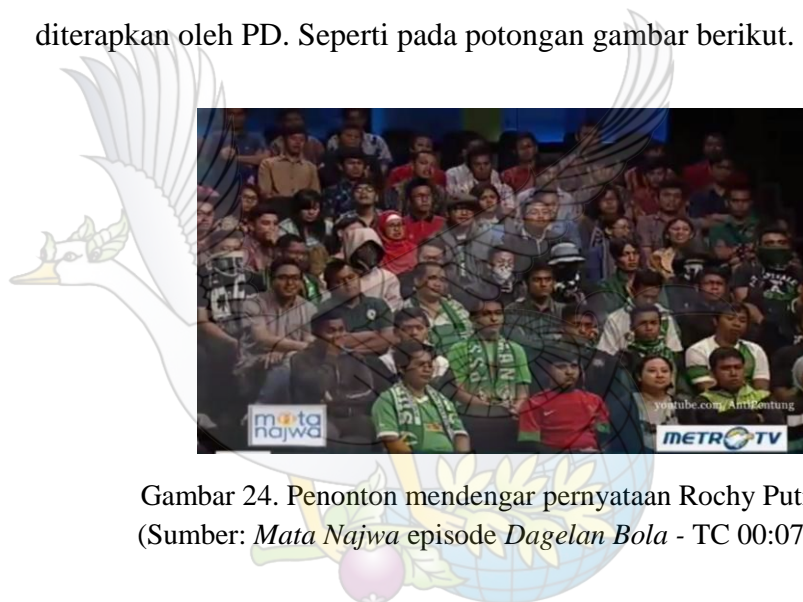 diterapkan oleh PD. Seperti pada potongan gambar berikut.
mata
najwa
youtube.com/AntiPentung
METRO TV
Gambar 24. Penonton mendengar pernyataan Rochy Put
(Sumber: Mata Najwa episode Dagelan Bola - TC 00:07